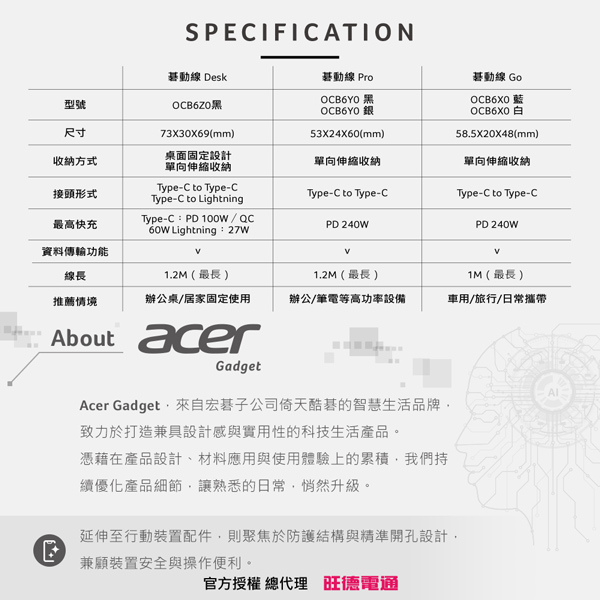 SPECIFICATION
碁動線 Desk 碁動線 Pro 碁動線 Go
型號 OCB6Z0黑 OCB6Y0 黑 OCB6Y0 銀 OCB6X0 藍 OCB6X0 白
尺寸 73X30X69(mm) 53X24X60(mm) 58.5X20X48(mm)
收納方式 桌面固定設計 單向伸縮收納 單向伸縮收納 單向伸縮收納
接頭形式 Type-C to Type-C Type-C to Lightning Type-C to Type-C Type-C to Type-C
最高快充 Type-C：PD 100W／QC 60W Lightning：27W PD 240W PD 240W
資料傳輸功能 v v v
線長 1.2M（最長） 1.2M（最長） 1M（最長）
推薦情境 辦公桌/居家固定使用 辦公/筆電等高功率設備 車用/旅行/日常攜帶
About acer
Gadget
AI
Acer Gadget，來自宏碁子公司倚天酷碁的智慧生活品牌，
致力於打造兼具設計感與實用性的科技生活產品。
憑藉在產品設計、材料應用與使用體驗上的累積，我們持
續優化產品細節，讓熟悉的日常，悄然升級。
延伸至行動裝置配件，則聚焦於防護結構與精準開孔設計，
兼顧裝置安全與操作便利。
官方授權 總代理 旺德電通